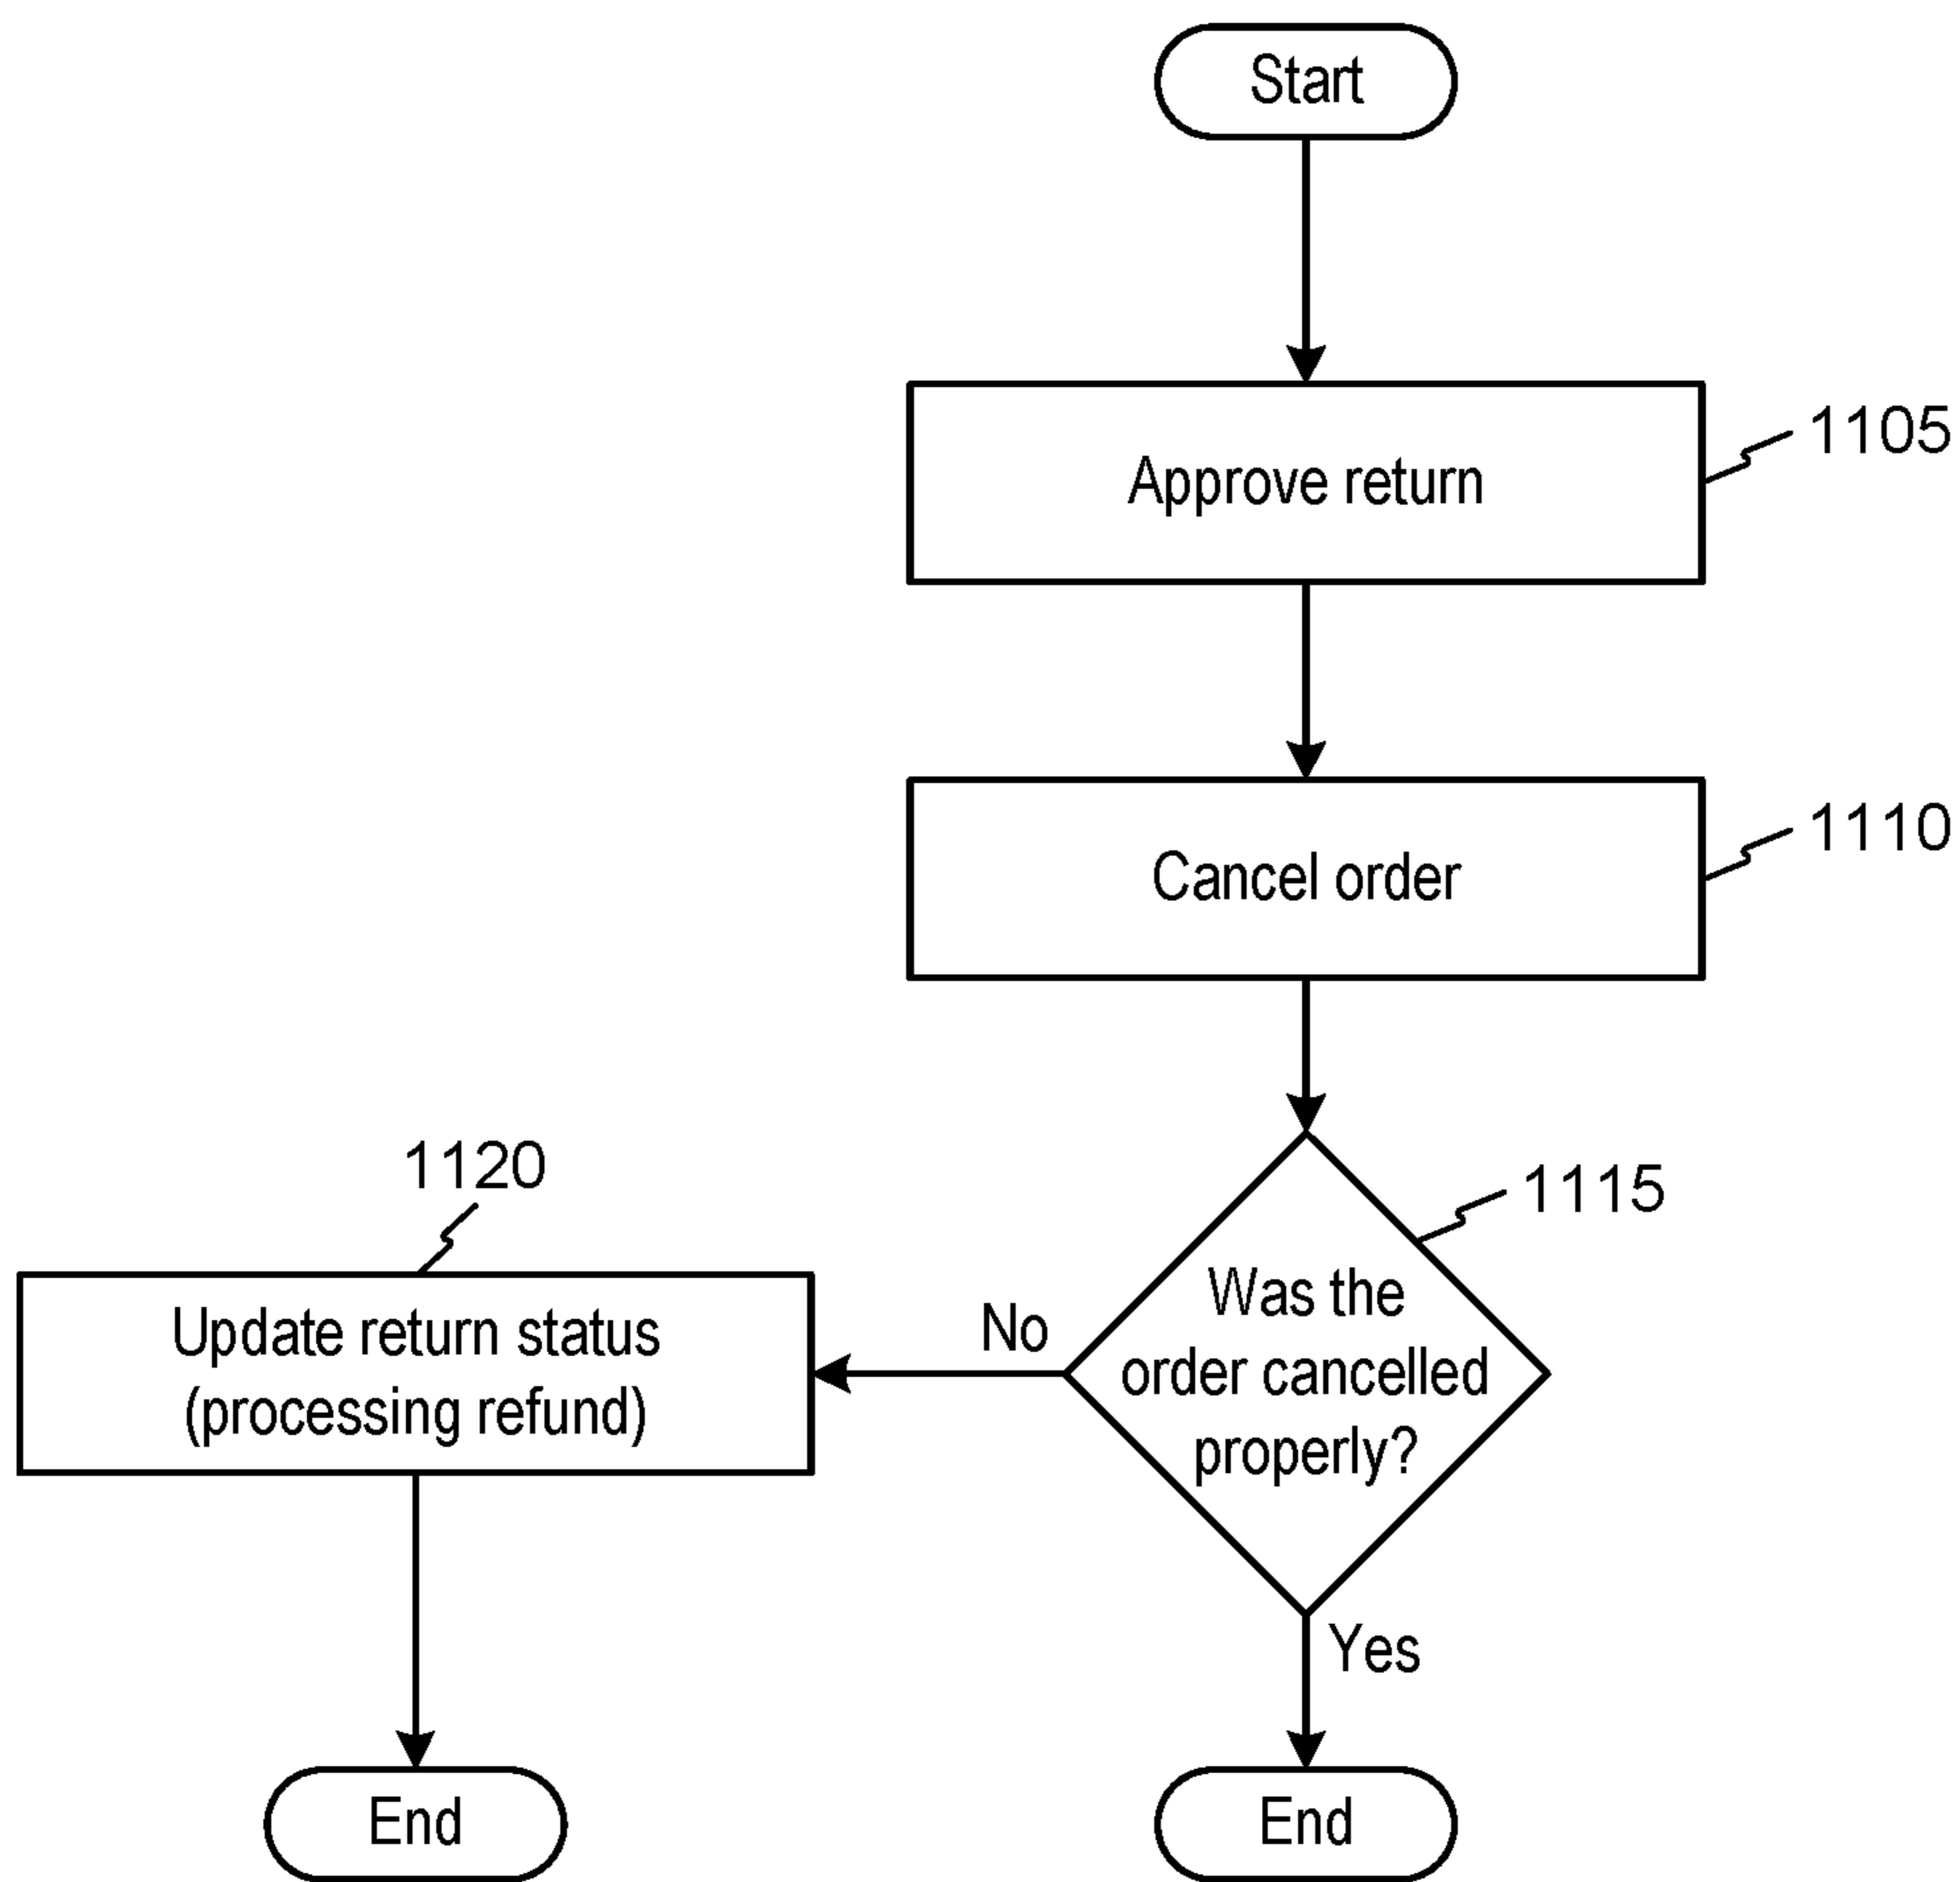 Start
Approve return
1105
Cancel order
1110
1115
Was the
order cancelled
properly?
No
1120
Update return status
(processing refund)
Yes
End
End